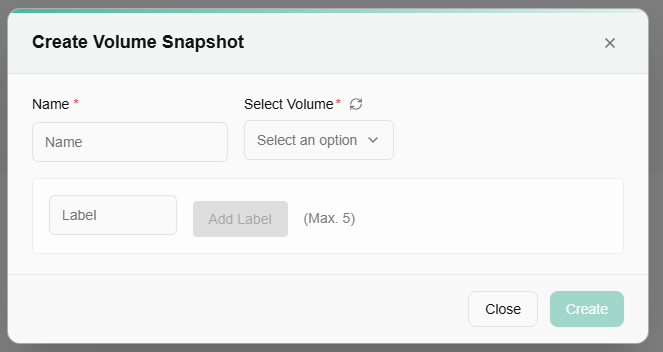 Create Volume Snapshot
Name *
Select Volume*
Name
Select an option
Label
Add Label
(Max. 5)
Close
Create